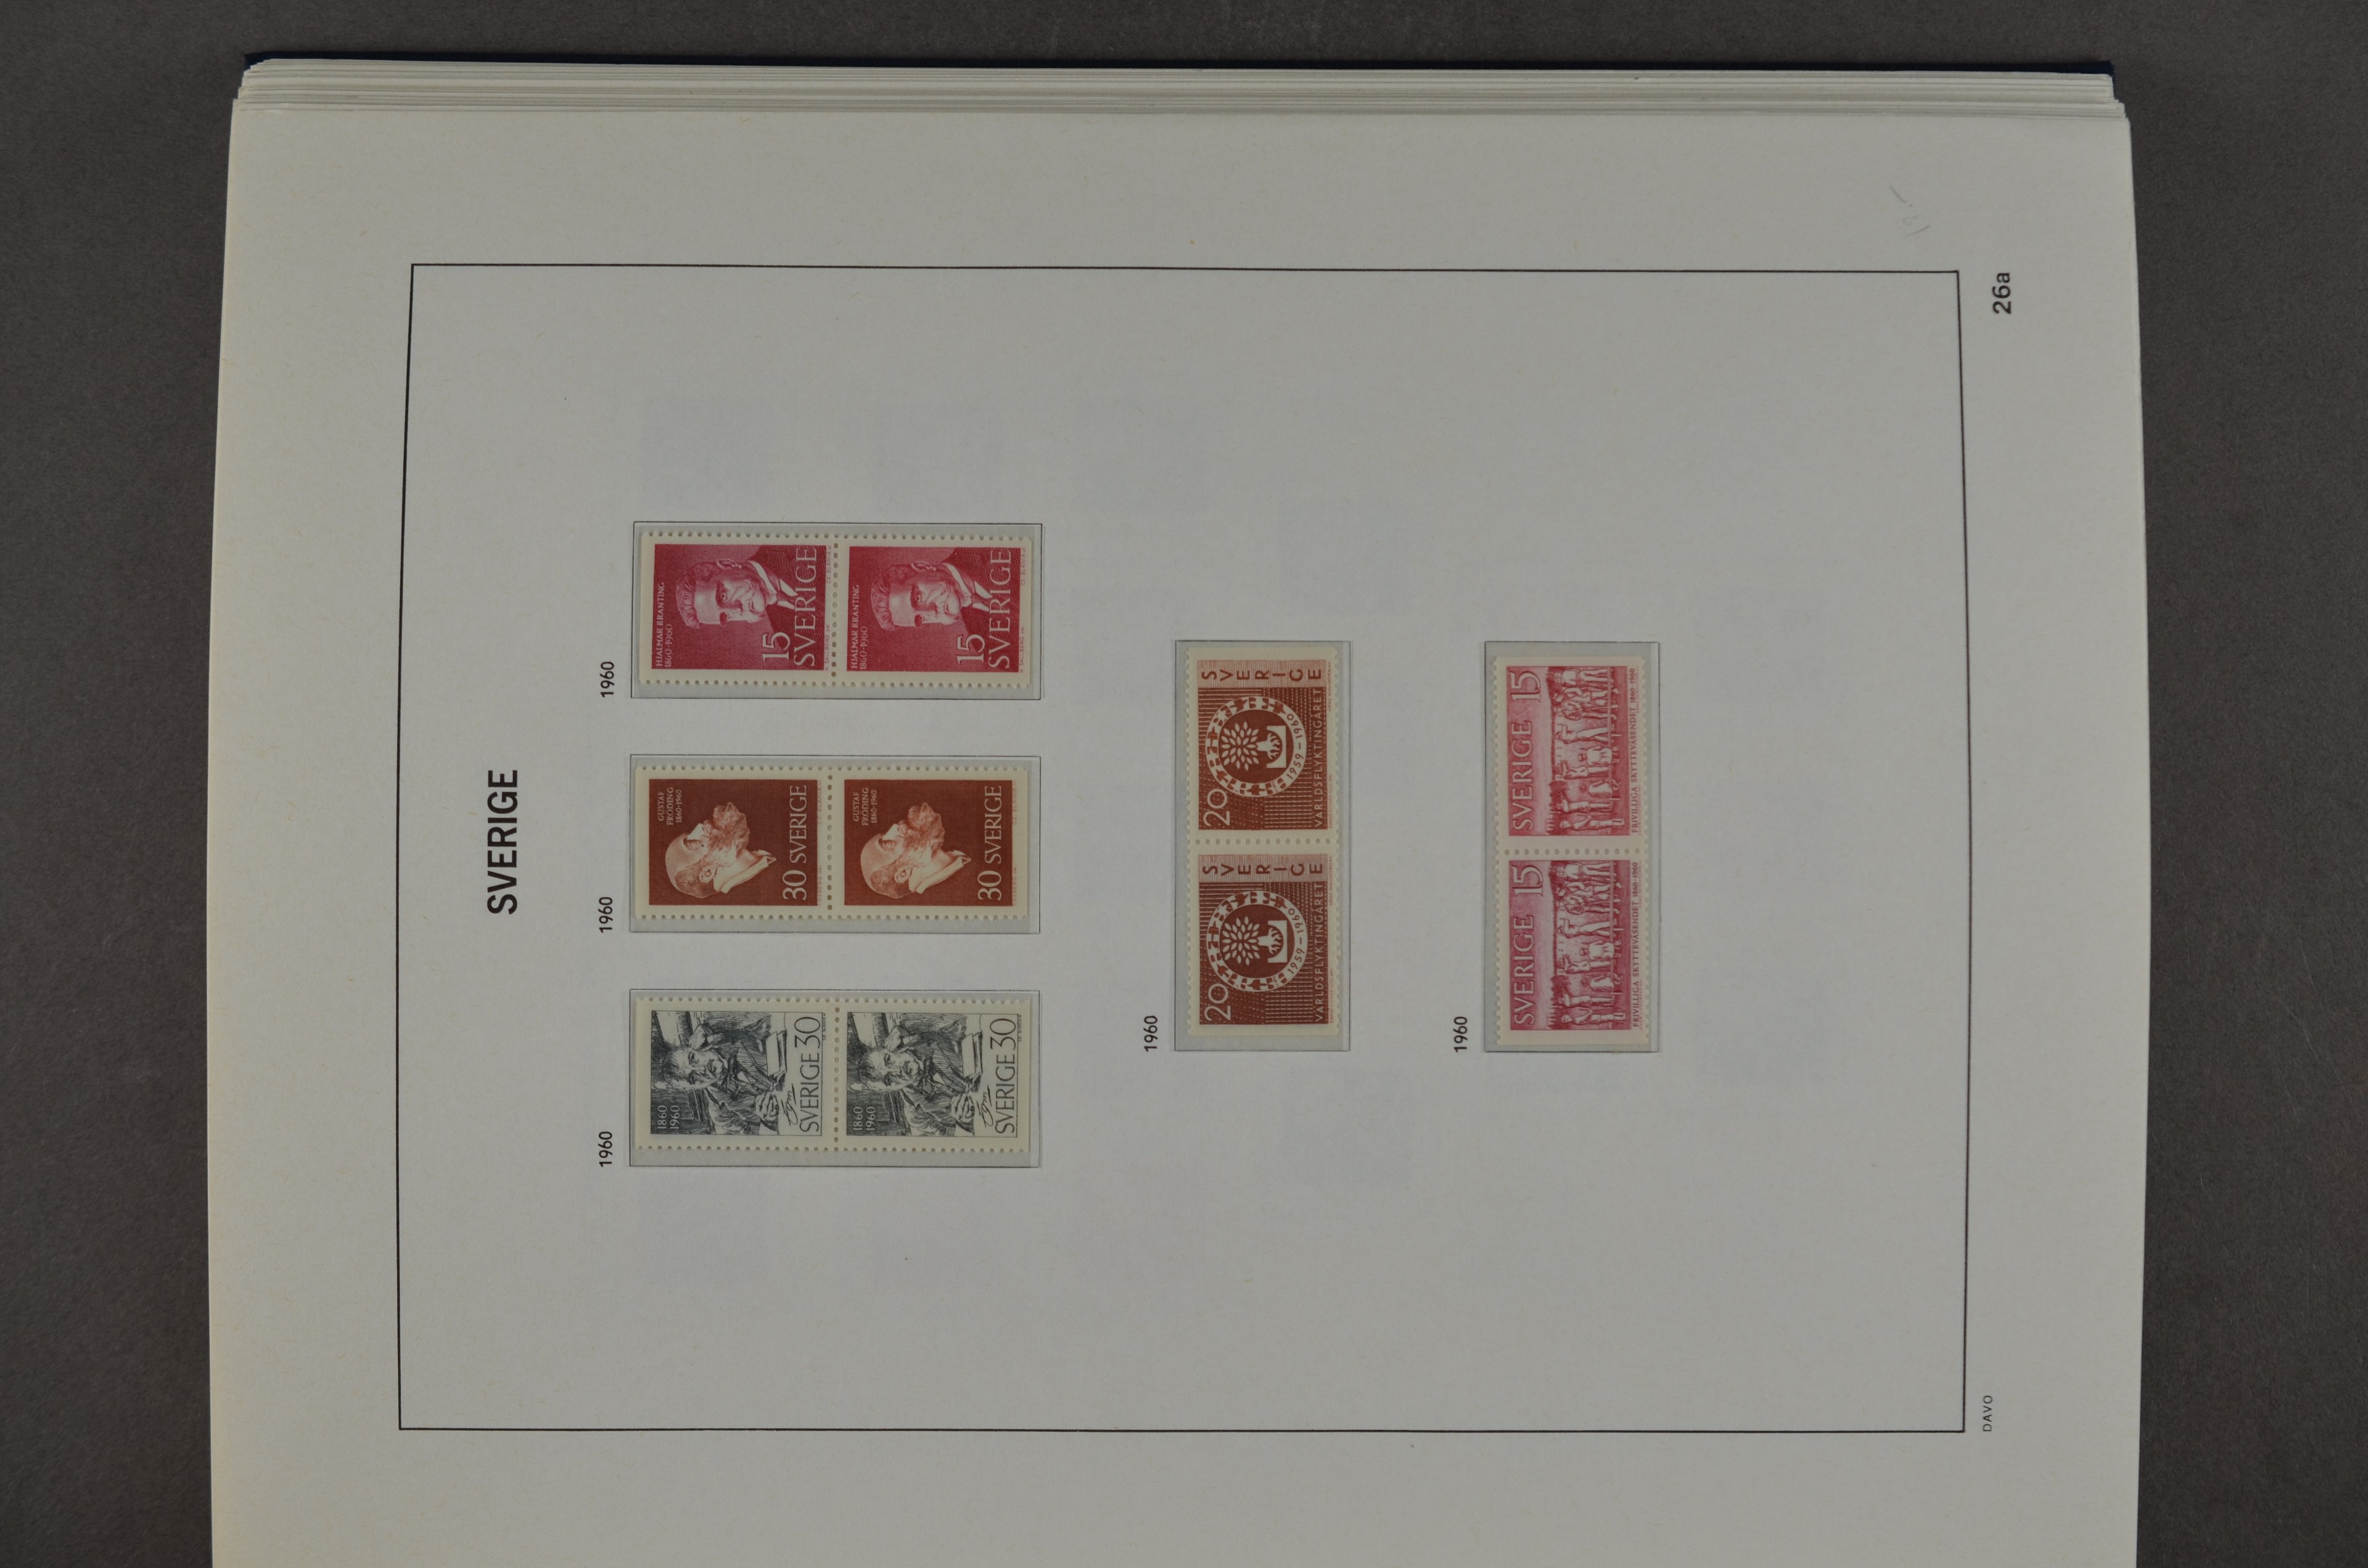 26a
SVERIGE
1960
1860
1960
SVERIGE 30
1860
1960
SVERIGE 30
1960
GUSTAF
FRÖDING
1860-1960
30 SVERIGE
GUSTAF
FRÖDING
1860-1960
30 SVERIGE
1960
HJALMAR BRANTING
1860-1960
15
SVERIGE
HJALMAR BRANTING
1860-1960
15
SVERIGE
1960
20
SVERIGE
1959-1960
VÄRLDSFLYKTINGÅRET
20
SVERIGE
1959-1960
VÄRLDSFLYKTINGÅRET
1960
SVERIGE 15
FRIVILLIGA SKYTTEVÄSENDET 1860-1960
SVERIGE 15
FRIVILLIGA SKYTTEVÄSENDET 1860-1960
DAVO